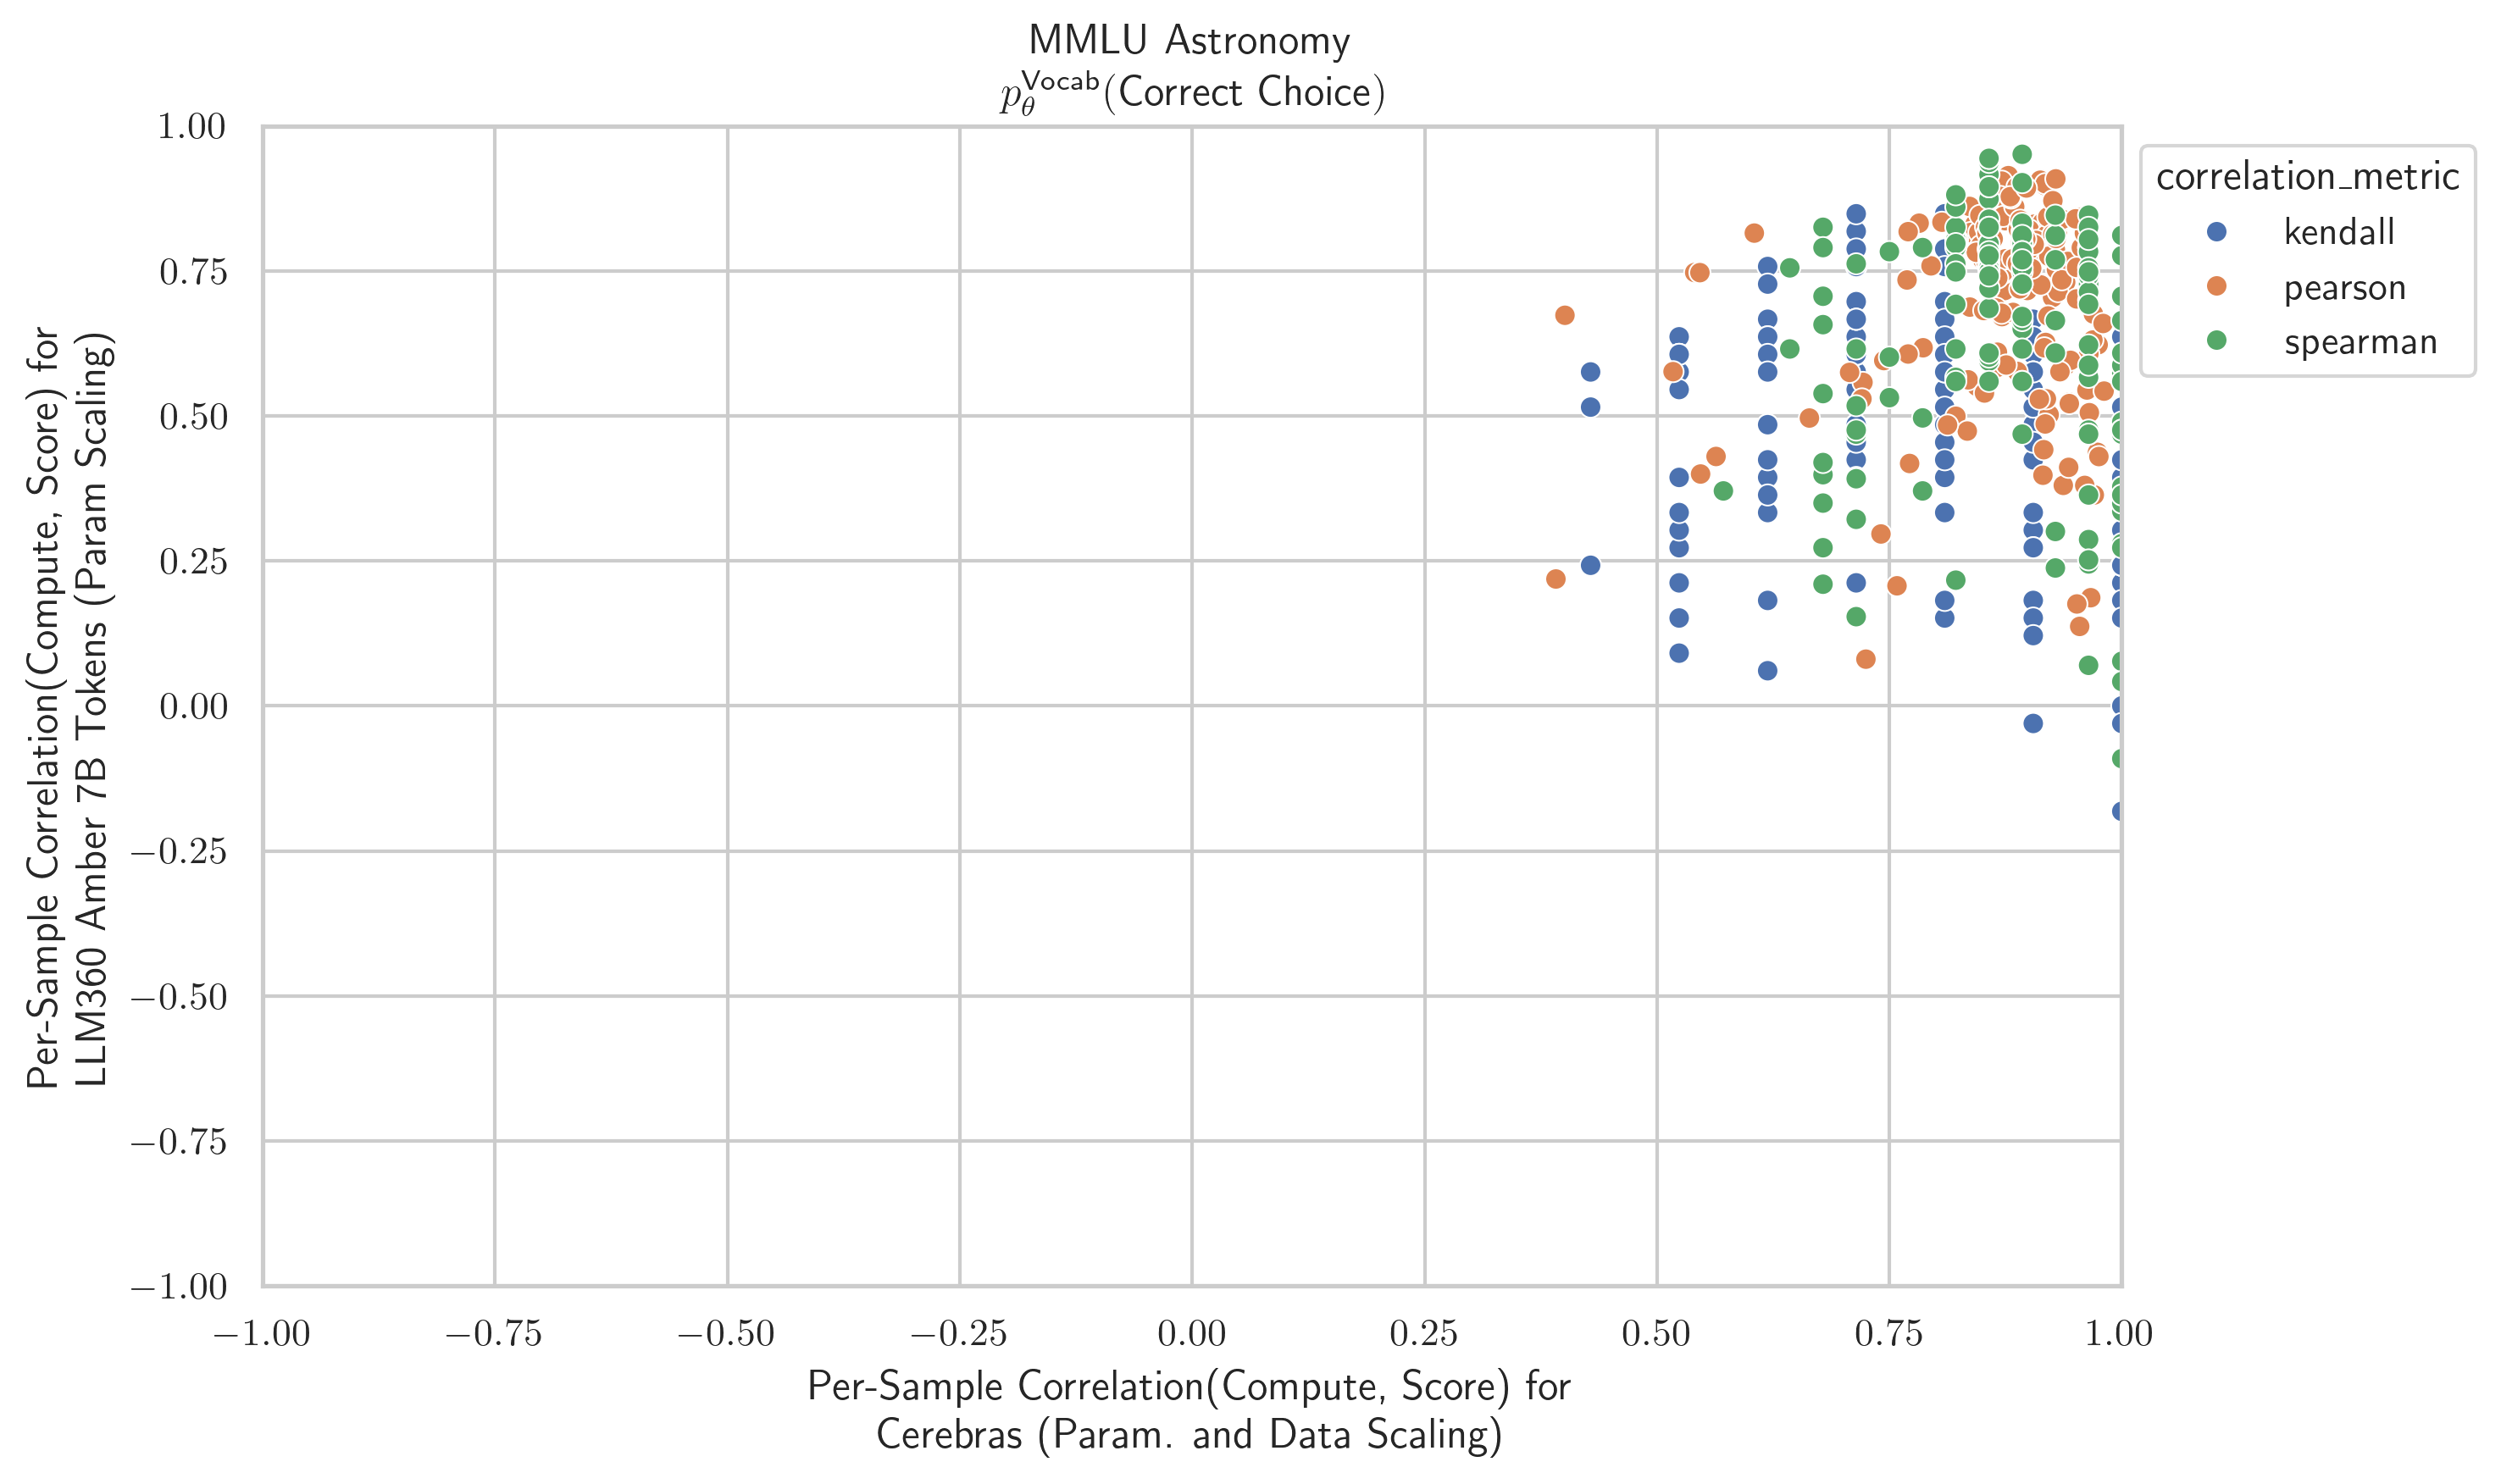 MMLU Astronomy
p_θ^Vocab(Correct Choice)
Per-Sample Correlation(Compute, Score) for
LLM360 Amber 7B Tokens (Param Scaling)
1.00
0.75
0.50
0.25
0.00
−0.25
−0.50
−0.75
−1.00
−1.00 −0.75 −0.50 −0.25 0.00 0.25 0.50 0.75 1.00
Per-Sample Correlation(Compute, Score) for
Cerebras (Param. and Data Scaling)
correlation_metric
kendall
pearson
spearman